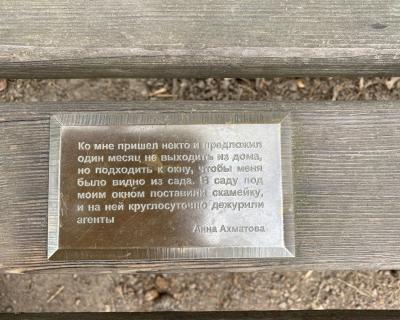 Ко мне пришел некто и предложил
один месяц не выходить из дома,
но подходить к окну, чтобы меня
было видно из сада. В саду под
моим окном поставили скамейку,
и на ней круглосуточно дежурили
агенты
Анна Ахматова